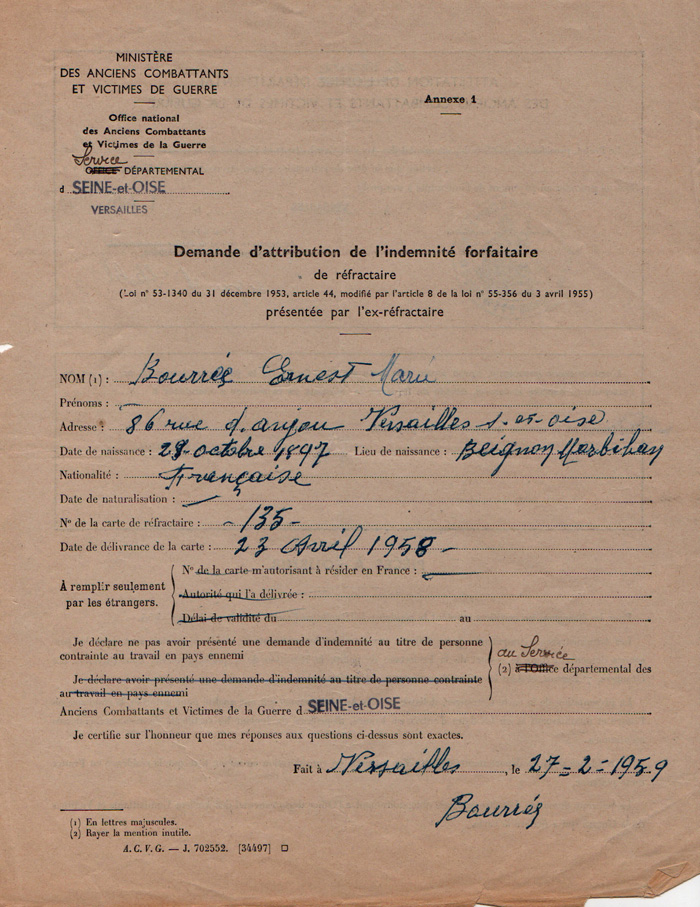 MINISTÈRE
DES ANCIENS COMBATTANTS
ET VICTIMES DE GUERRE
Annexe 1
Office national
des Anciens Combattants
et Victimes de la Guerre
Service
OFFICE DÉPARTEMENTAL
d SEINE-et-OISE
VERSAILLES
Demande d'attribution de l'indemnité forfaitaire
de réfractaire
(Loi n° 53-1340 du 31 décembre 1953, article 44, modifié par l'article 8 de la loi n° 55-356 du 3 avril 1955)
présentée par l'ex-réfractaire
NOM (1) : Bourrés Ernest Marie
Prénoms :
Adresse : 86 rue d'anjou Versailles s-et-oise
Date de naissance : 28 octobre 1897 Lieu de naissance : Beignon Morbihan
Nationalité : Française
Date de naturalisation :
N° de la carte de réfractaire : - 135 -
Date de délivrance de la carte : 23 Avril 1958 -
À remplir seulement
par les étrangers.
N° de la carte m'autorisant à résider en France :
Autorité qui l'a délivrée :
Délai de validité du au
Je déclare ne pas avoir présenté une demande d'indemnité au titre de personne
contrainte au travail en pays ennemi
au Service
(2) à l'Office départemental des
Je déclare avoir présenté une demande d'indemnité au titre de personne contrainte
au travail en pays ennemi
Anciens Combattants et Victimes de la Guerre d SEINE-et-OISE
Je certifie sur l'honneur que mes réponses aux questions ci-dessus sont exactes.
Fait à Versailles, le 27-2-1959
Bourrés
(1) En lettres majuscules.
(2) Rayer la mention inutile.
A. C. V. G. — J. 702552. [34497]